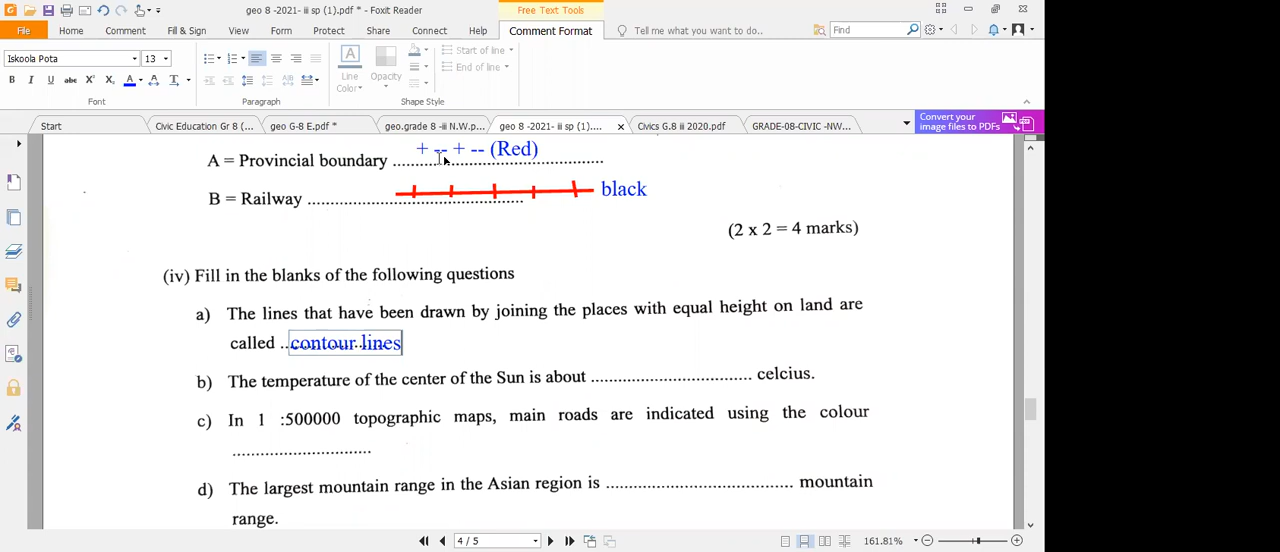 geo 8 -2021- ii sp (1).pdf * - Foxit Reader
Free Text Tools
File
Home
Comment
Fill & Sign
View
Form
Protect
Share
Connect
Help
Comment Format
Tell me what you want to do..
Find
Iskoola Pota
13
Line Color
Opacity
Start of line
End of line
Font
Paragraph
Shape Style
Start
Civic Education Gr 8 (...
geo G-8 E.pdf *
geo.grade 8 -ii N.W.p...
geo 8 -2021- ii sp (1)....
Civics G.8 ii 2020.pdf
GRADE-08-CIVIC -NW...
Convert your image files to PDFs
+ -- + -- (Red)
A = Provincial boundary ..........................................
B = Railway ........................................... black
(2 x 2 = 4 marks)
(iv) Fill in the blanks of the following questions
a) The lines that have been drawn by joining the places with equal height on land are
called ..contour lines
b) The temperature of the center of the Sun is about ................................ celcius.
c) In 1 :500000 topographic maps, main roads are indicated using the colour
............................
d) The largest mountain range in the Asian region is ..................................... mountain
range.
4 / 5
161.81%